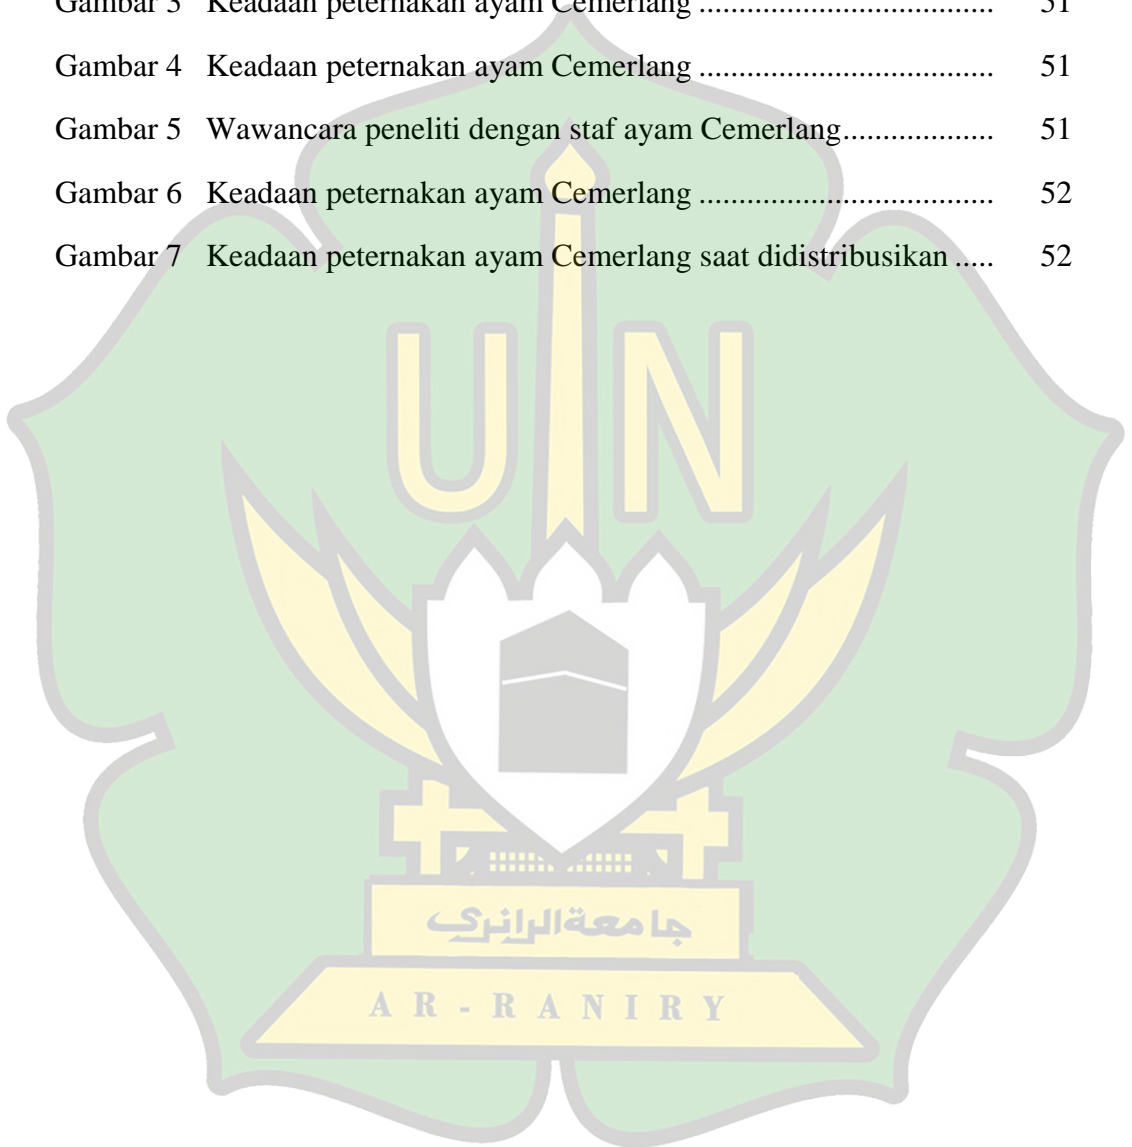 Gambar 3 Keadaan peternakan ayam Cemerlang .................................... 51
Gambar 4 Keadaan peternakan ayam Cemerlang .................................... 51
Gambar 5 Wawancara peneliti dengan staf ayam Cemerlang................... 51
Gambar 6 Keadaan peternakan ayam Cemerlang .................................... 52
Gambar 7 Keadaan peternakan ayam Cemerlang saat didistribusikan ..... 52
UIN
جامعة الرانري
AR-RANIRY